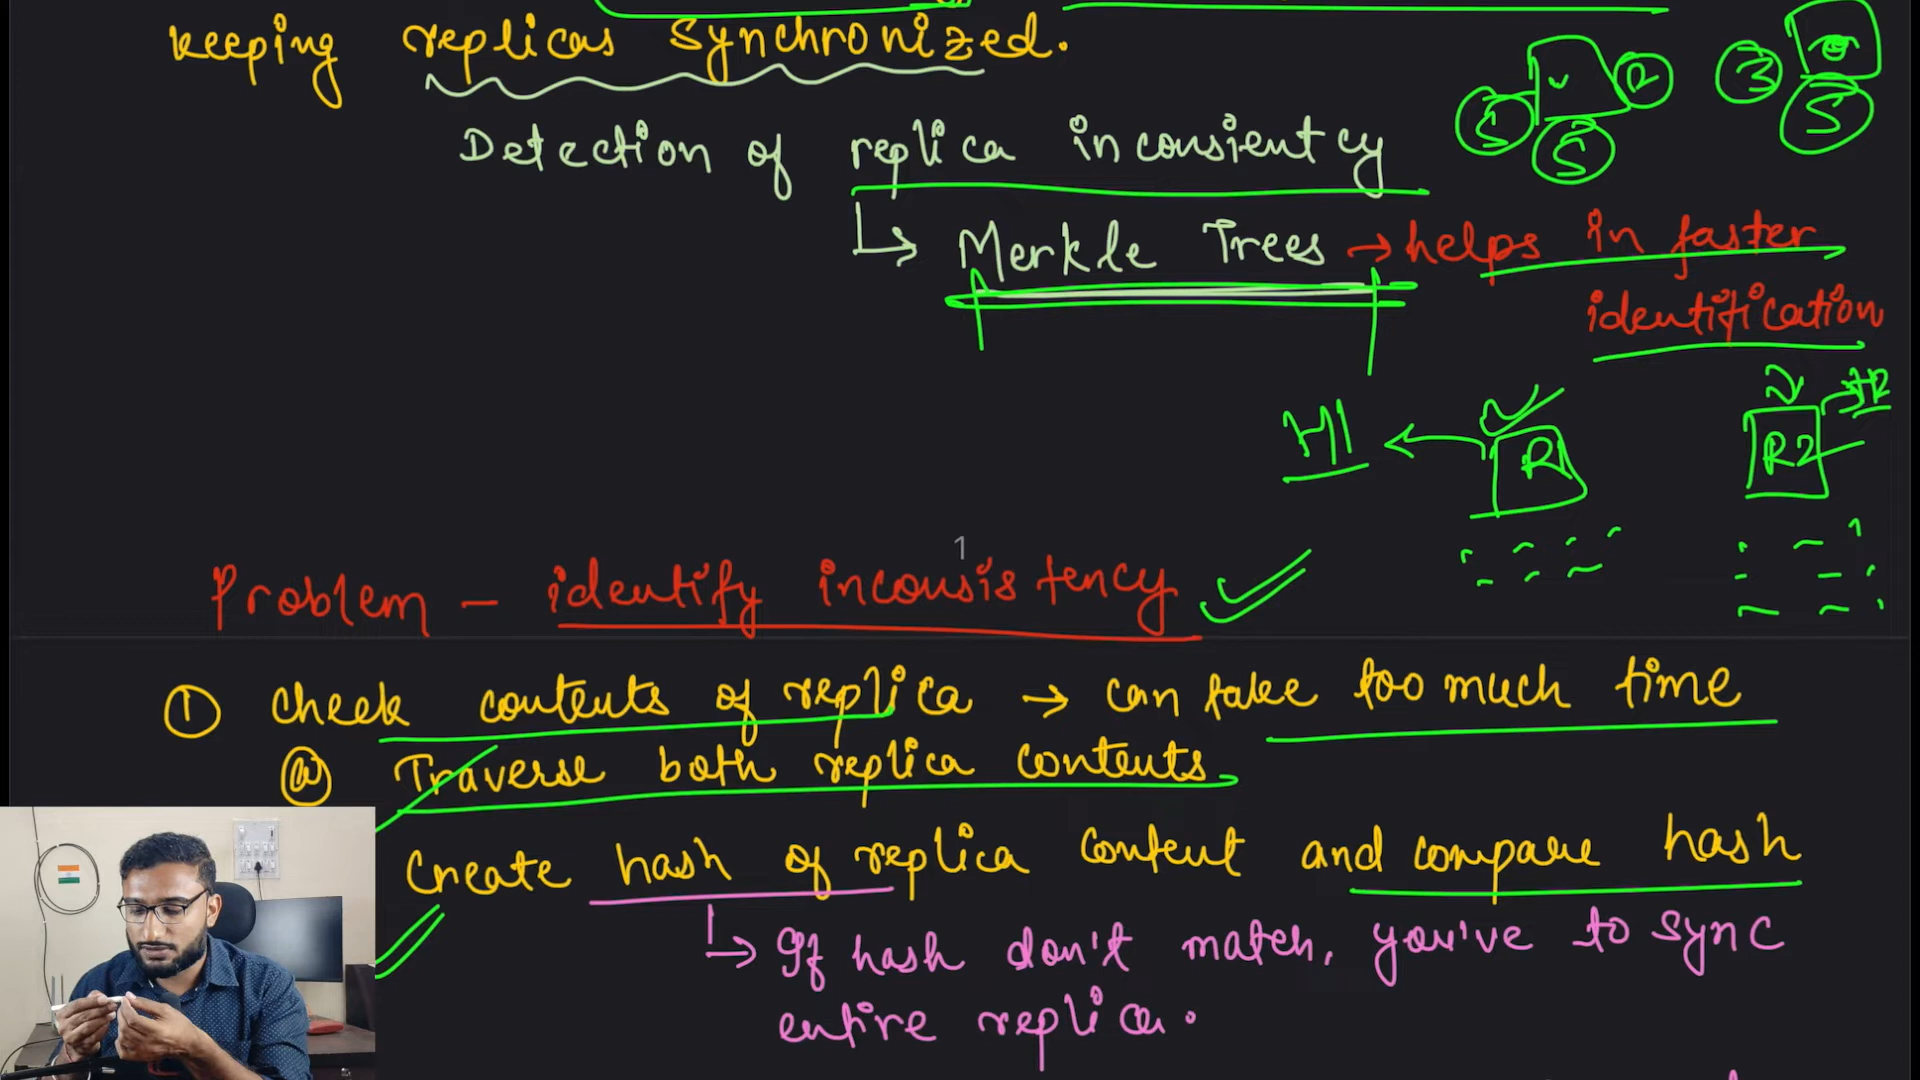 keeping replicas synchronized.
Detection of replica inconsientcy
↳ Merkle Trees → helps in faster
identification
H1 ← R
R2
1
Problem - identify inconsistency
① check contents of replica → can take too much time
ⓐ Traverse both replica contents.
Create hash of replica content and compare hash
↳ If hash don't match, you've to sync
entire replica.